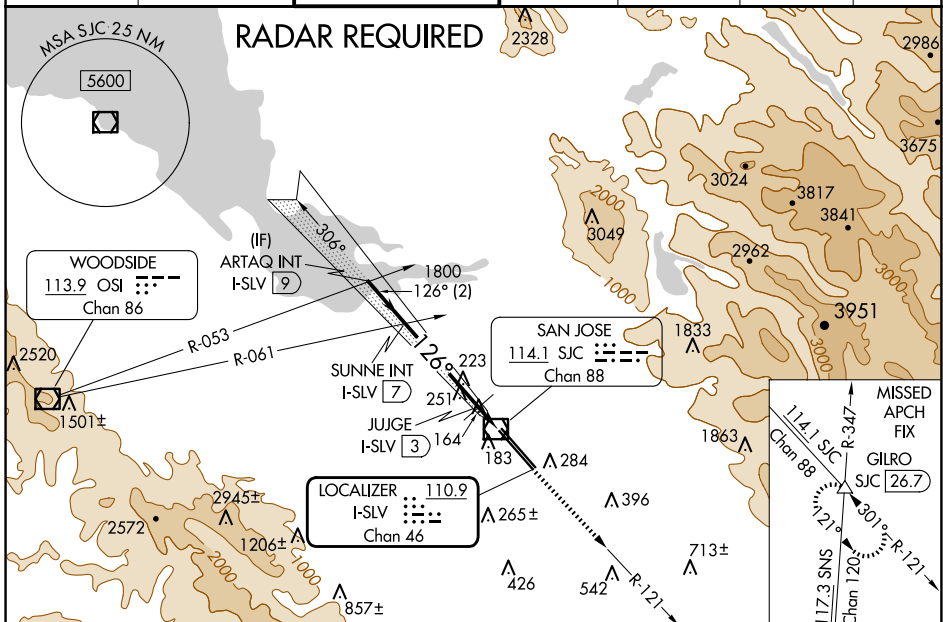 RADAR REQUIRED
MSA SJC 25 NM
5600
2328
2986
3675
3024
3817
3841
2000
3049
2962
1000
3000
3951
3000
1833
1863
306°
(IF)
ARTAQ INT
I-SLV 9
1800
126° (2)
WOODSIDE
113.9 OSI
Chan 86
R-053
R-061
2520
1501±
126°
SUNNE INT
I-SLV 7
223
251
JUJGE
I-SLV 3
164
183
SAN JOSE
114.1 SJC
Chan 88
284
LOCALIZER 110.9
I-SLV
Chan 46
396
265±
2945±
2572
1206±
1000
2000
857±
426
542
713±
R-121
MISSED
APCH
FIX
GILRO
SJC 26.7
114.1 SJC
Chan 88
R-347
301°
R-121
121°
117.3 SNS
Chan 120